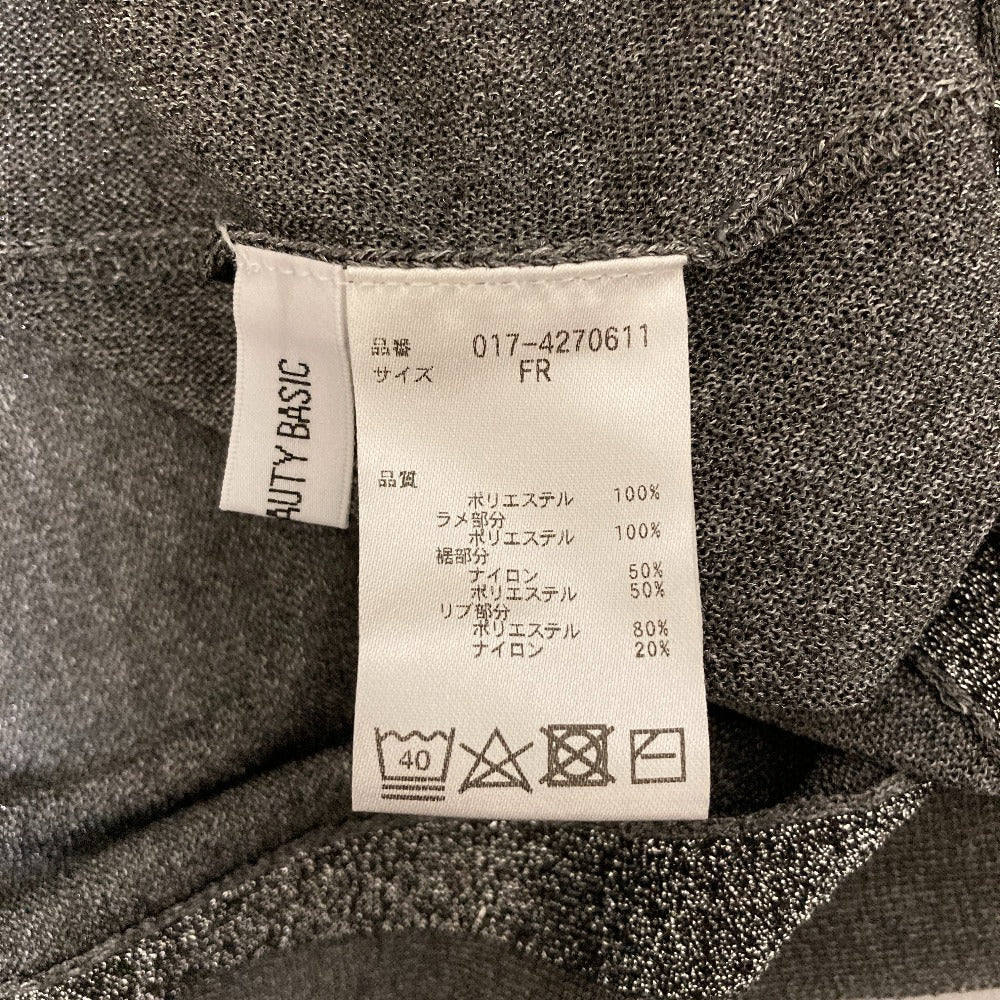 AUTY BASIC
品番 017-4270611
サイズ FR
品質
ポリエステル 100%
ラメ部分
ポリエステル 100%
裾部分
ナイロン 50%
ポリエステル 50%
リブ部分
ポリエステル 80%
ナイロン 20%
40